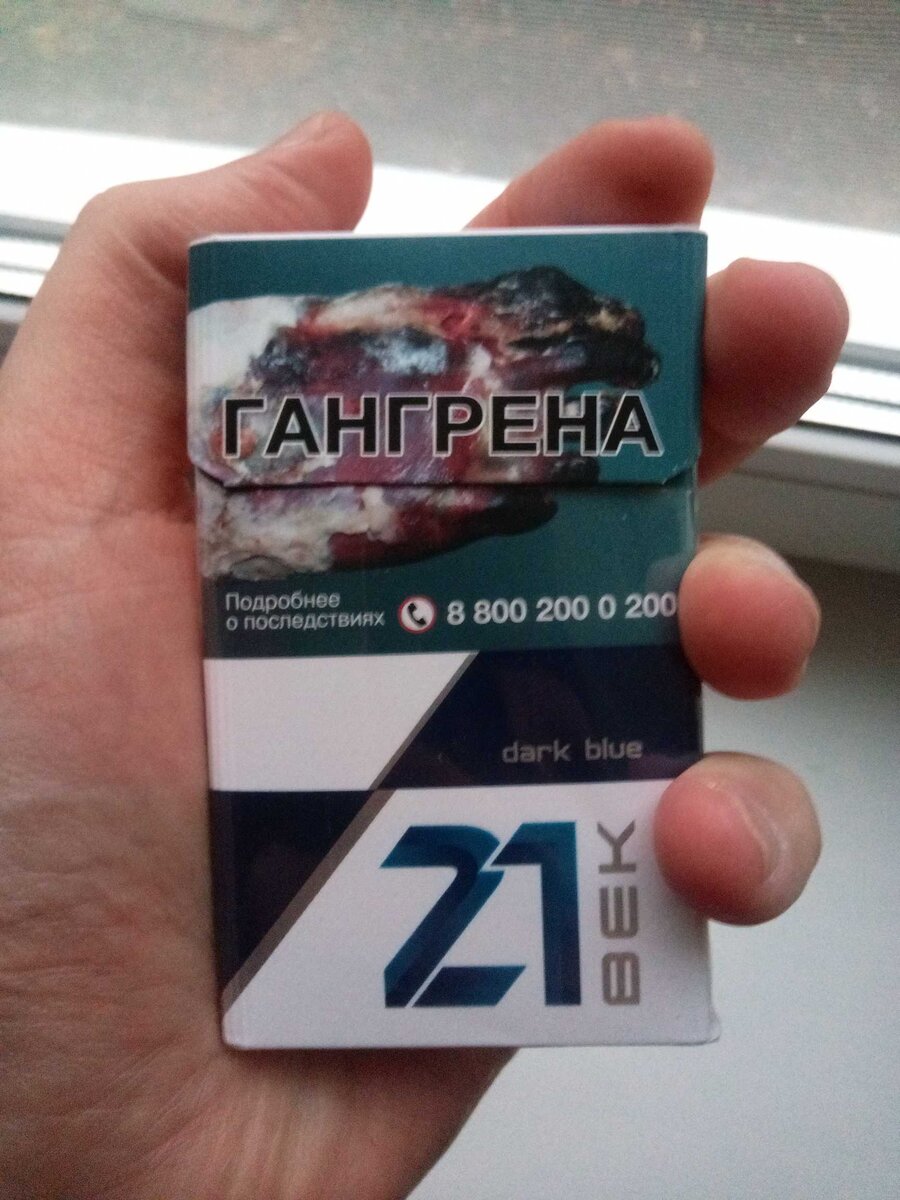 ГАНГРЕНА
Подробнее
о последствиях
8 800 200 0 200
dark blue
21
ВЕК